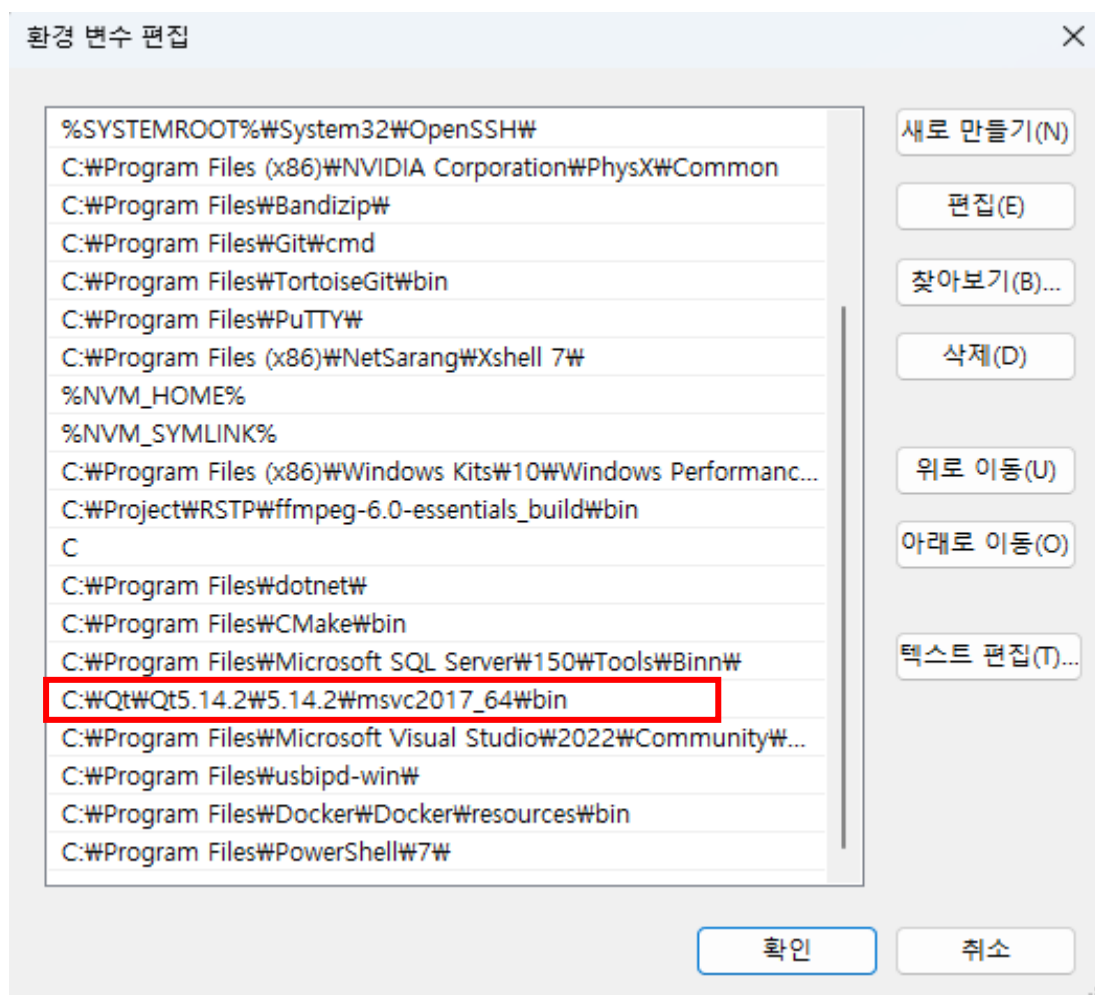 환경 변수 편집
%SYSTEMROOT%₩System32₩OpenSSH₩
C:₩Program Files (x86)₩NVIDIA Corporation₩PhysX₩Common
C:₩Program Files₩Bandizip₩
C:₩Program Files₩Git₩cmd
C:₩Program Files₩TortoiseGit₩bin
C:₩Program Files₩PuTTY₩
C:₩Program Files (x86)₩NetSarang₩Xshell 7₩
%NVM_HOME%
%NVM_SYMLINK%
C:₩Program Files (x86)₩Windows Kits₩10₩Windows Performanc...
C:₩Project₩RSTP₩ffmpeg-6.0-essentials_build₩bin
C
C:₩Program Files₩dotnet₩
C:₩Program Files₩CMake₩bin
C:₩Program Files₩Microsoft SQL Server₩150₩Tools₩Binn₩
C:₩Qt₩Qt5.14.2₩5.14.2₩msvc2017_64₩bin
C:₩Program Files₩Microsoft Visual Studio₩2022₩Community₩...
C:₩Program Files₩usbipd-win₩
C:₩Program Files₩Docker₩Docker₩resources₩bin
C:₩Program Files₩PowerShell₩7₩
새로 만들기(N)
편집(E)
찾아보기(B)...
삭제(D)
위로 이동(U)
아래로 이동(O)
텍스트 편집(T)...
확인
취소